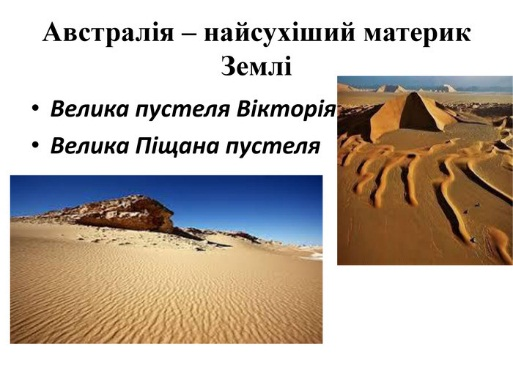 Австралія – найсухіший материк
Землі
• Велика пустеля Вікторія
• Велика Піщана пустеля